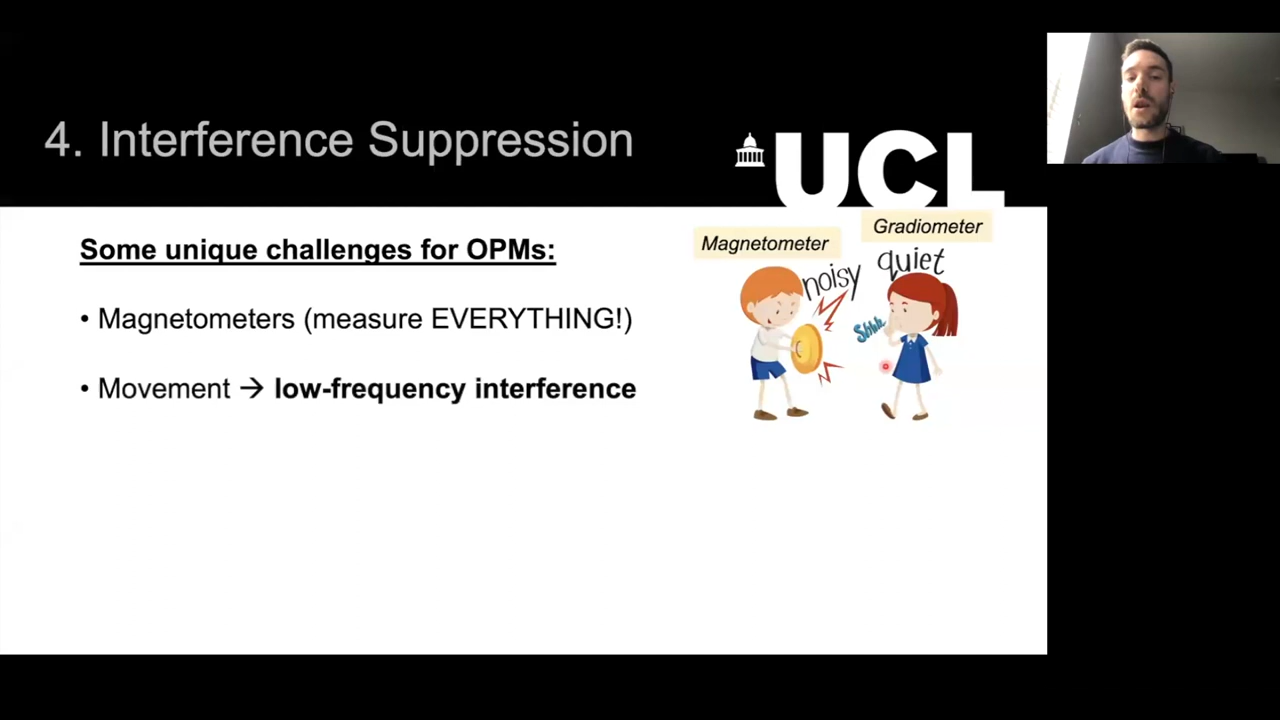 4. Interference Suppression
UCL
Some unique challenges for OPMs:
• Magnetometers (measure EVERYTHING!)
• Movement → low-frequency interference
Magnetometer
Gradiometer
noisy
quiet
Shhh